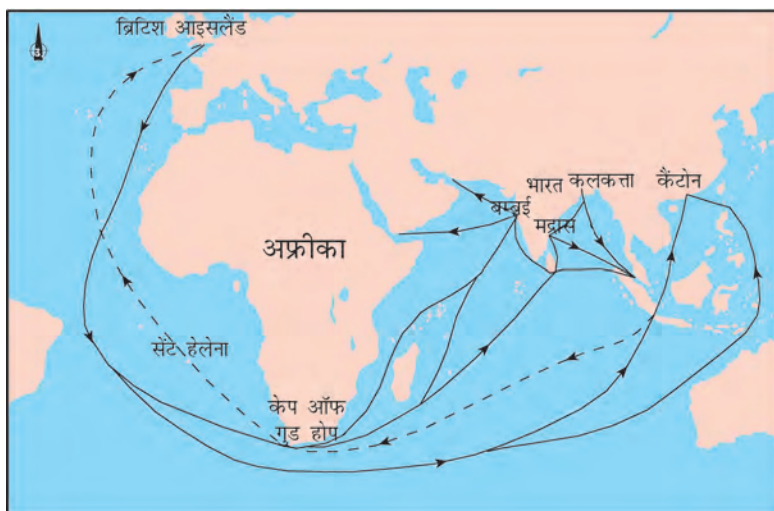 ब्रिटिश आइसलैंड
भारत
कलकत्ता
कैंटोन
बम्बई
मद्रास
अफ्रीका
सेंट हेलेना
केप ऑफ
गुड होप